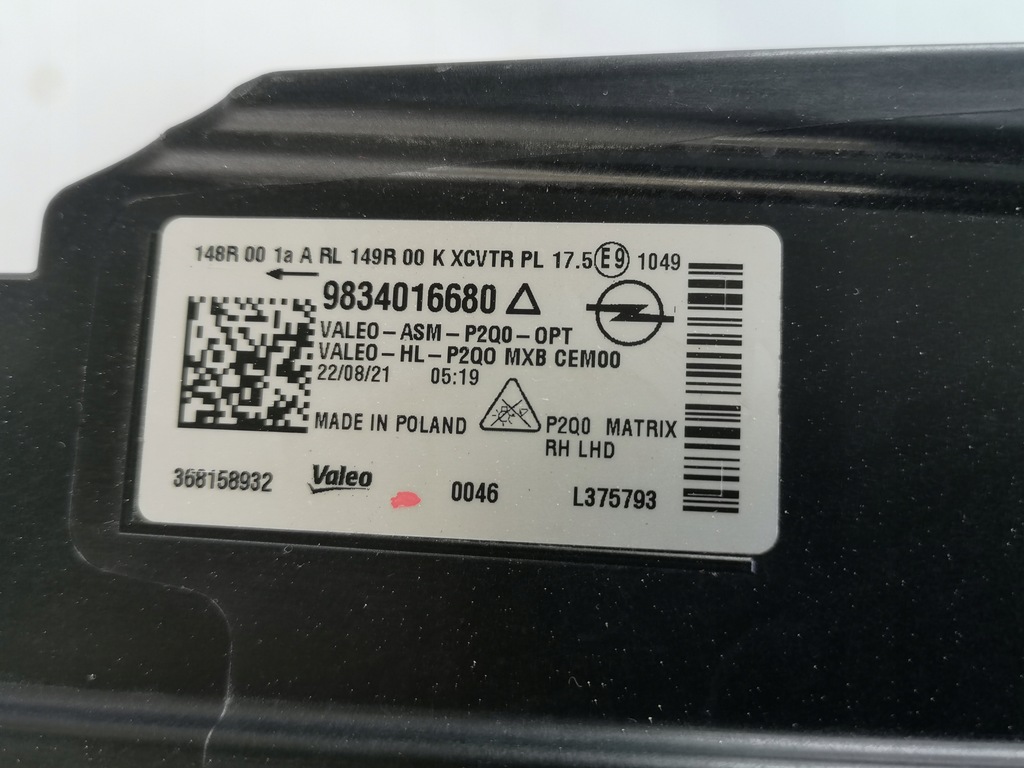 148R 00 1a A RL 149R 00 K XCVTR PL 17.5 E9 1049
9834016680
VALEO-ASM-P2Q0-OPT
VALEO-HL-P2Q0 MXB CEM00
22/08/21 05:19
MADE IN POLAND
P2Q0 MATRIX
RH LHD
368158932 Valeo 0046 L375793